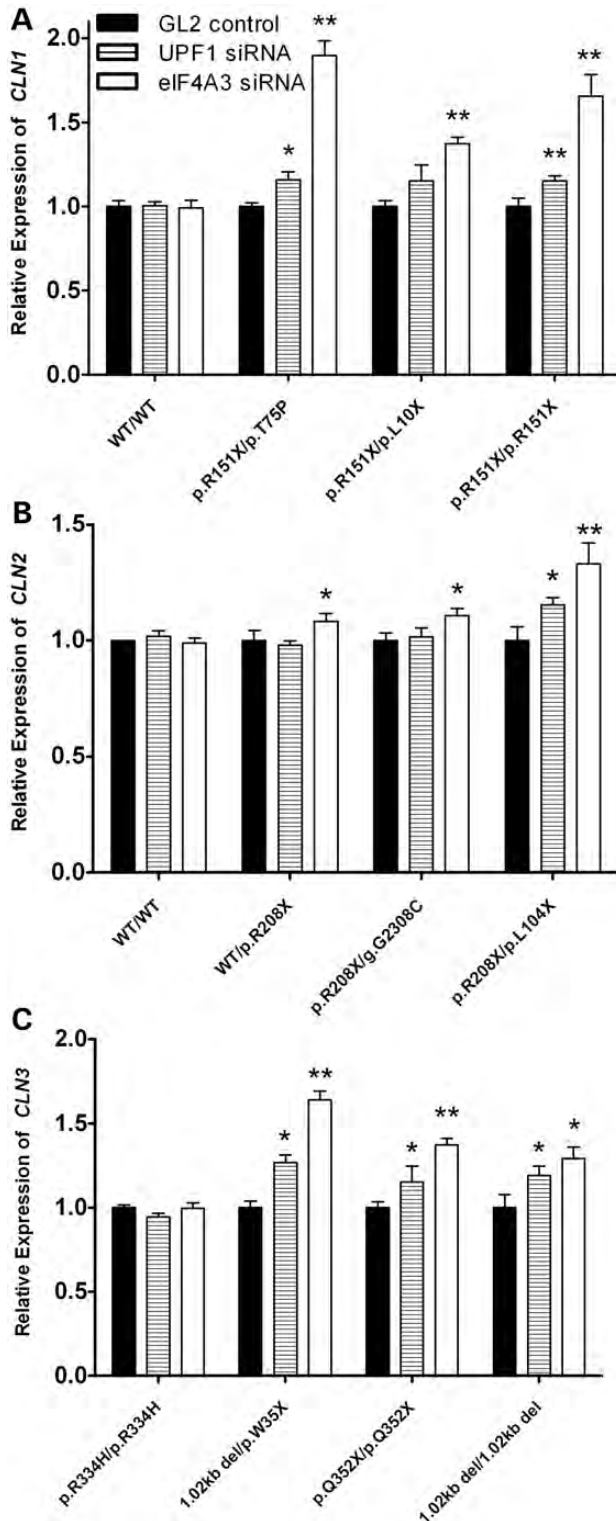 A
GL2 control
UPF1 siRNA
eIF4A3 siRNA
Relative Expression of CLN1
2.0
1.5
1.0
0.5
0.0
*
**
**
**
**
WT/WT
p.R151X/p.T75P
p.R151X/p.L10X
p.R151X/p.R151X
B
Relative Expression of CLN2
1.5
1.0
0.5
0.0
*
*
*
**
WT/WT
WT/p.R208X
p.R208X/g.G2308C
p.R208X/p.L104X
C
Relative Expression of CLN3
2.0
1.5
1.0
0.5
0.0
*
**
*
**
*
*
p.R334H/p.R334H
1.02kb del/p.W35X
p.Q352X/p.Q352X
1.02kb del/1.02kb del